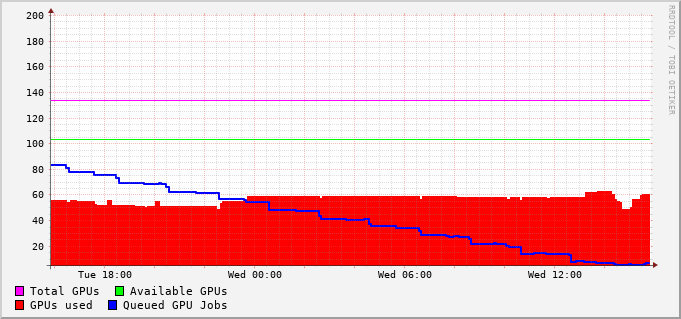 200
180
160
140
120
100
80
60
40
20
Tue 18:00 Wed 00:00 Wed 06:00 Wed 12:00
Total GPUs Available GPUs
GPUs used Queued GPU Jobs
RRDTOOL / TOBI OETIKER